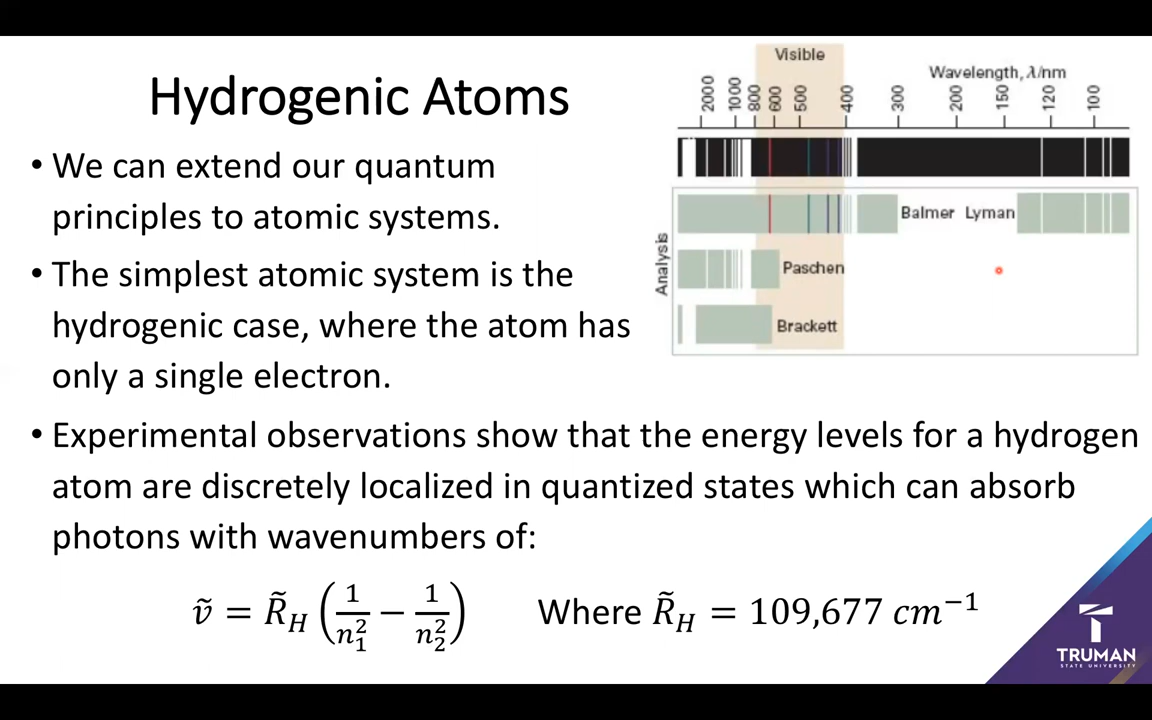 Hydrogenic Atoms
• We can extend our quantum
principles to atomic systems.
• The simplest atomic system is the
hydrogenic case, where the atom has
only a single electron.
Visible
Wavelength, λ/nm
2000 1000 800 600 500 400 300 200 150 120 100
Analysis
Balmer Lyman
Paschen
Brackett
• Experimental observations show that the energy levels for a hydrogen
atom are discretely localized in quantized states which can absorb
photons with wavenumbers of:
ṽ = R̃_H (1/n₁² − 1/n₂²) Where R̃_H = 109,677 cm⁻¹
TRUMAN
STATE UNIVERSITY